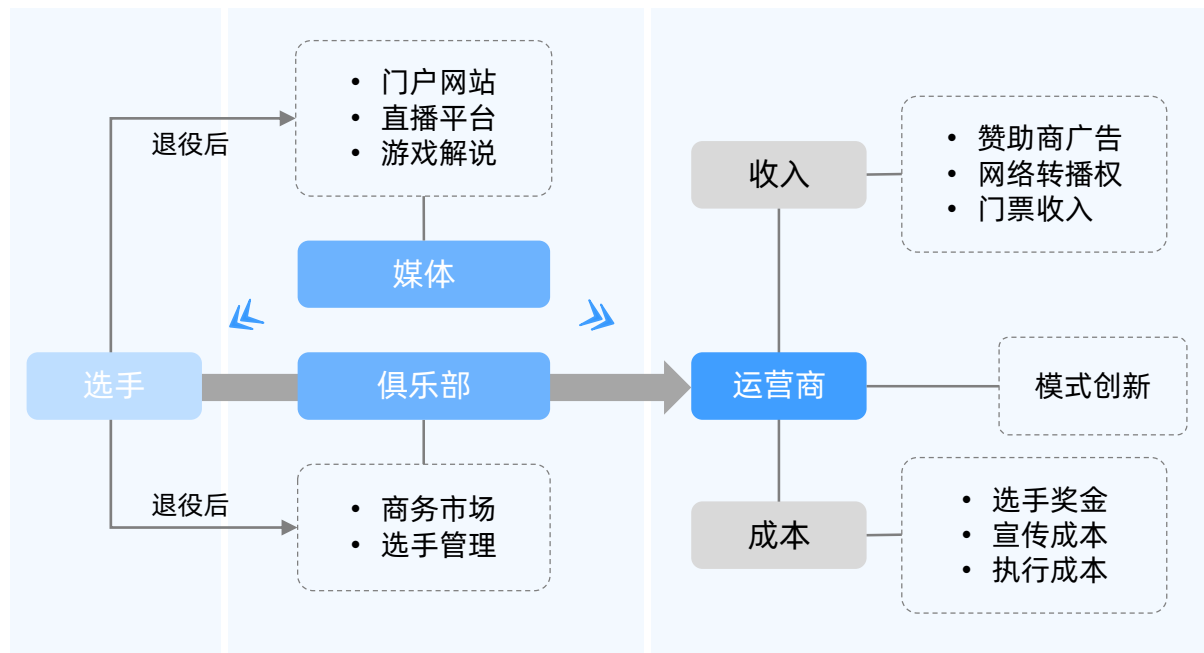 • 门户网站
• 直播平台
• 游戏解说
退役后
媒体
选手
俱乐部
退役后
• 商务市场
• 选手管理
收入
• 赞助商广告
• 网络转播权
• 门票收入
运营商
模式创新
成本
• 选手奖金
• 宣传成本
• 执行成本